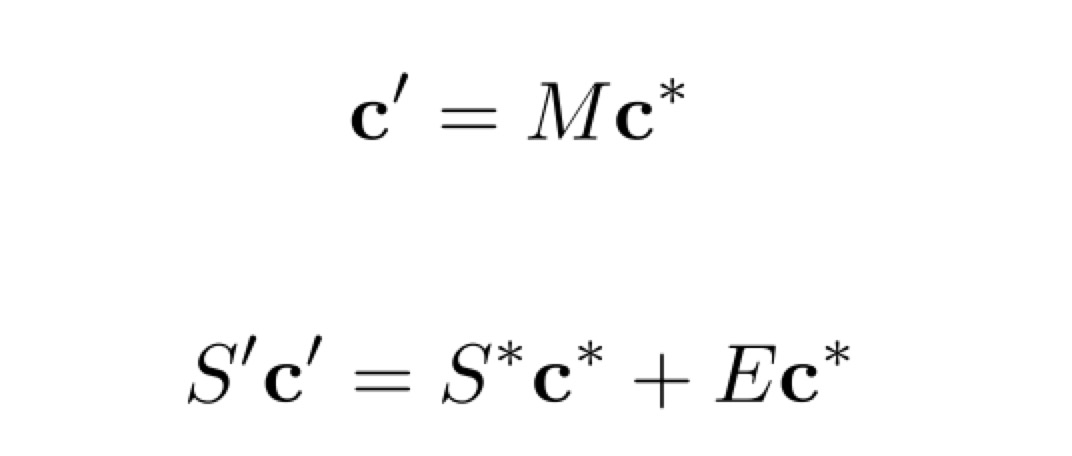 c′ = Mc*
S′c′ = S*c* + Ec*